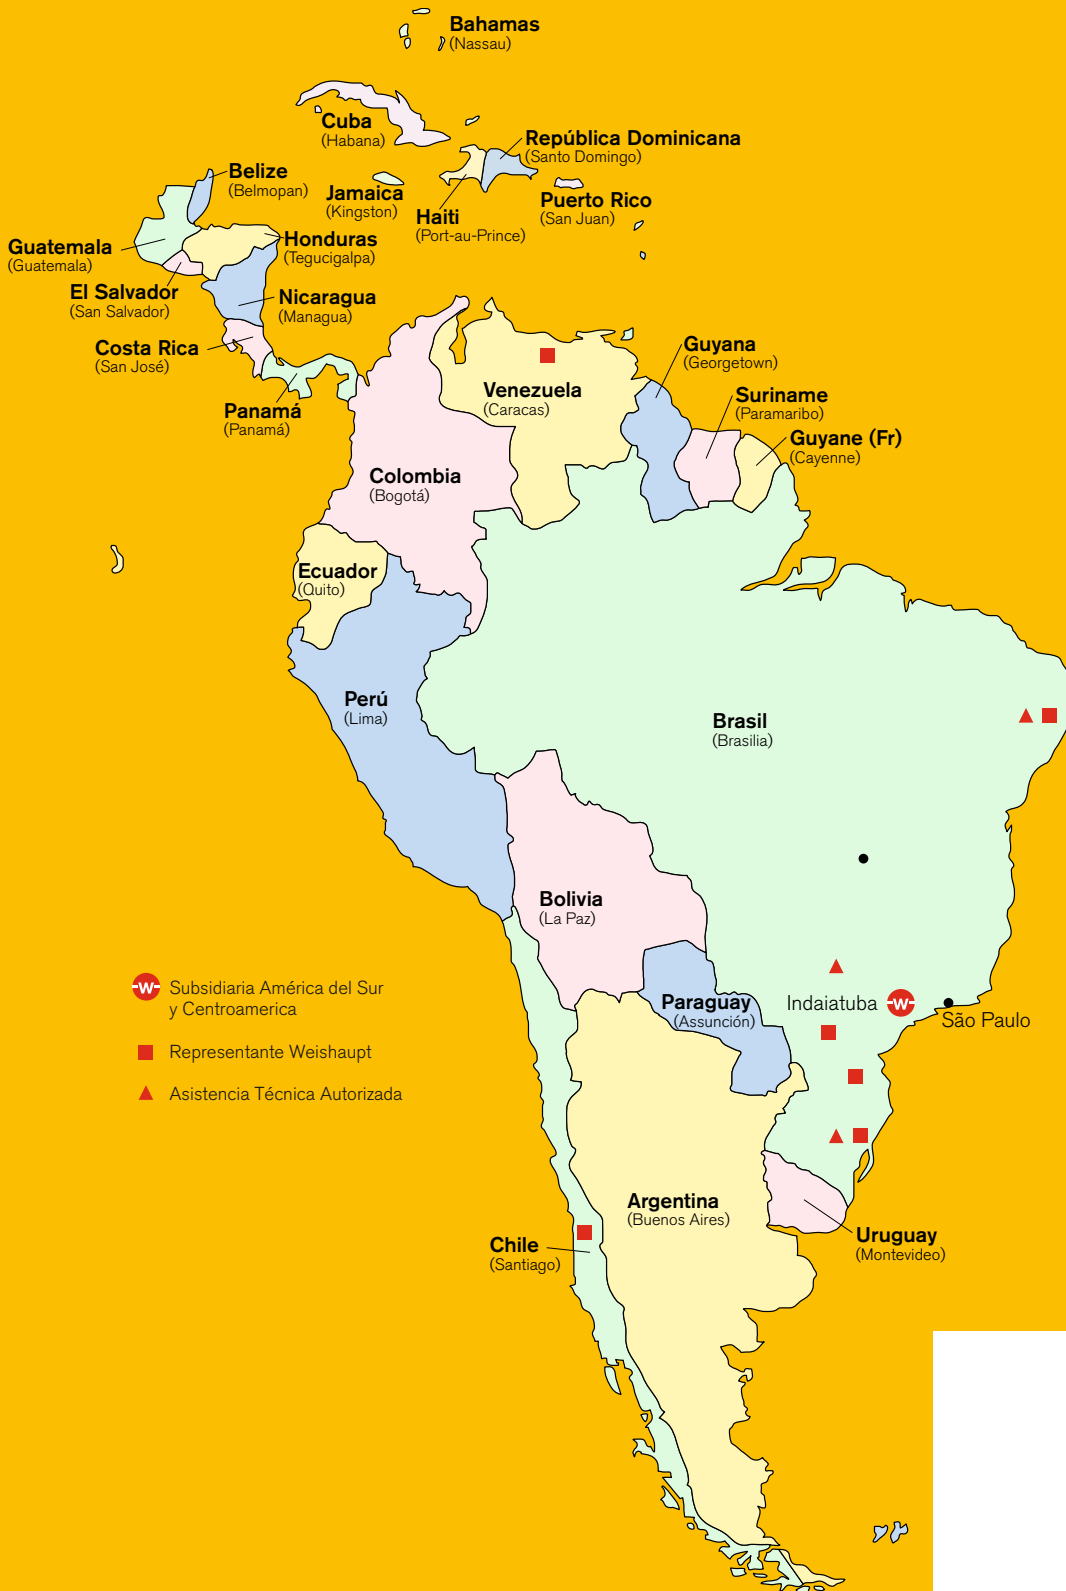 Bahamas
(Nassau)
Cuba
(Habana)
República Dominicana
(Santo Domingo)
Belize
(Belmopan)
Jamaica
(Kingston)
Haiti
(Port-au-Prince)
Puerto Rico
(San Juan)
Guatemala
(Guatemala)
Honduras
(Tegucigalpa)
El Salvador
(San Salvador)
Nicaragua
(Managua)
Costa Rica
(San José)
Panamá
(Panamá)
Venezuela
(Caracas)
Guyana
(Georgetown)
Suriname
(Paramaribo)
Guyane (Fr)
(Cayenne)
Colombia
(Bogotá)
Ecuador
(Quito)
Perú
(Lima)
Brasil
(Brasilia)
Bolivia
(La Paz)
Paraguay
(Assunción)
Indaiatuba
-w-
São Paulo
-w- Subsidiaria América del Sur
y Centroamerica
Representante Weishaupt
Asistencia Técnica Autorizada
Argentina
(Buenos Aires)
Chile
(Santiago)
Uruguay
(Montevideo)